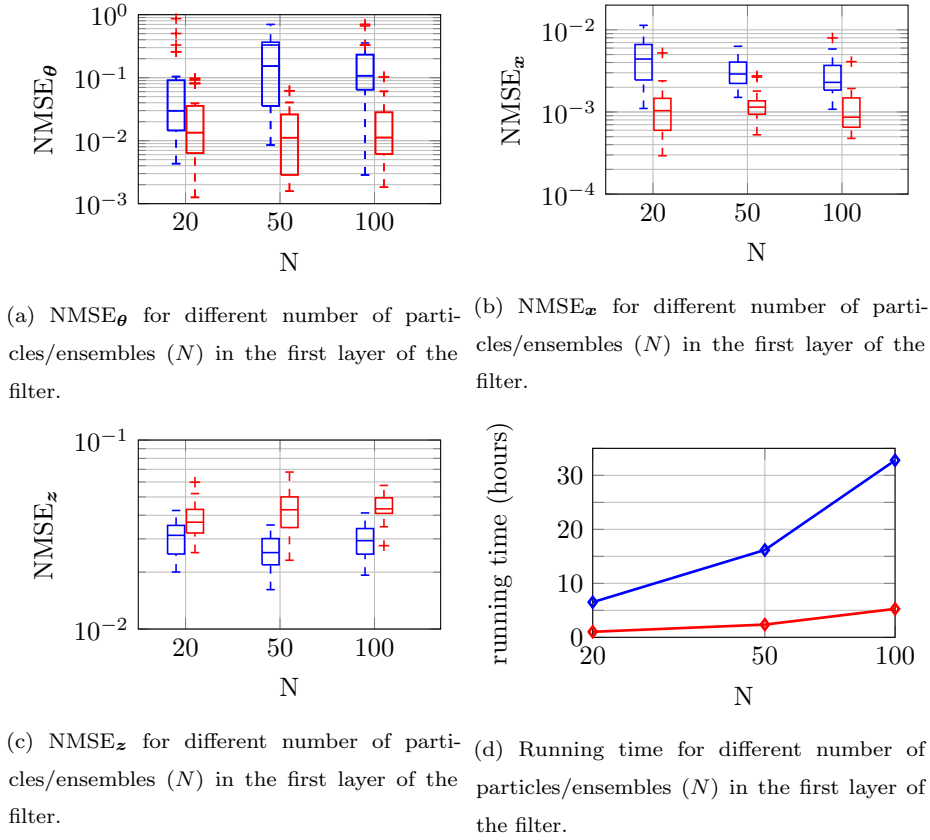 10^0
10^−1
10^−2
10^−3
NMSE_θ
20
50
100
N
10^−2
10^−3
10^−4
NMSE_x
20
50
100
N
(a) NMSE_θ for different number of parti-
cles/ensembles (N) in the first layer of the
filter.
(b) NMSE_x for different number of parti-
cles/ensembles (N) in the first layer of the
filter.
10^−1
10^−2
NMSE_z
20
50
100
N
running time (hours)
30
20
10
0
20
50
100
N
(c) NMSE_z for different number of parti-
cles/ensembles (N) in the first layer of the
filter.
(d) Running time for different number of
particles/ensembles (N) in the first layer of
the filter.